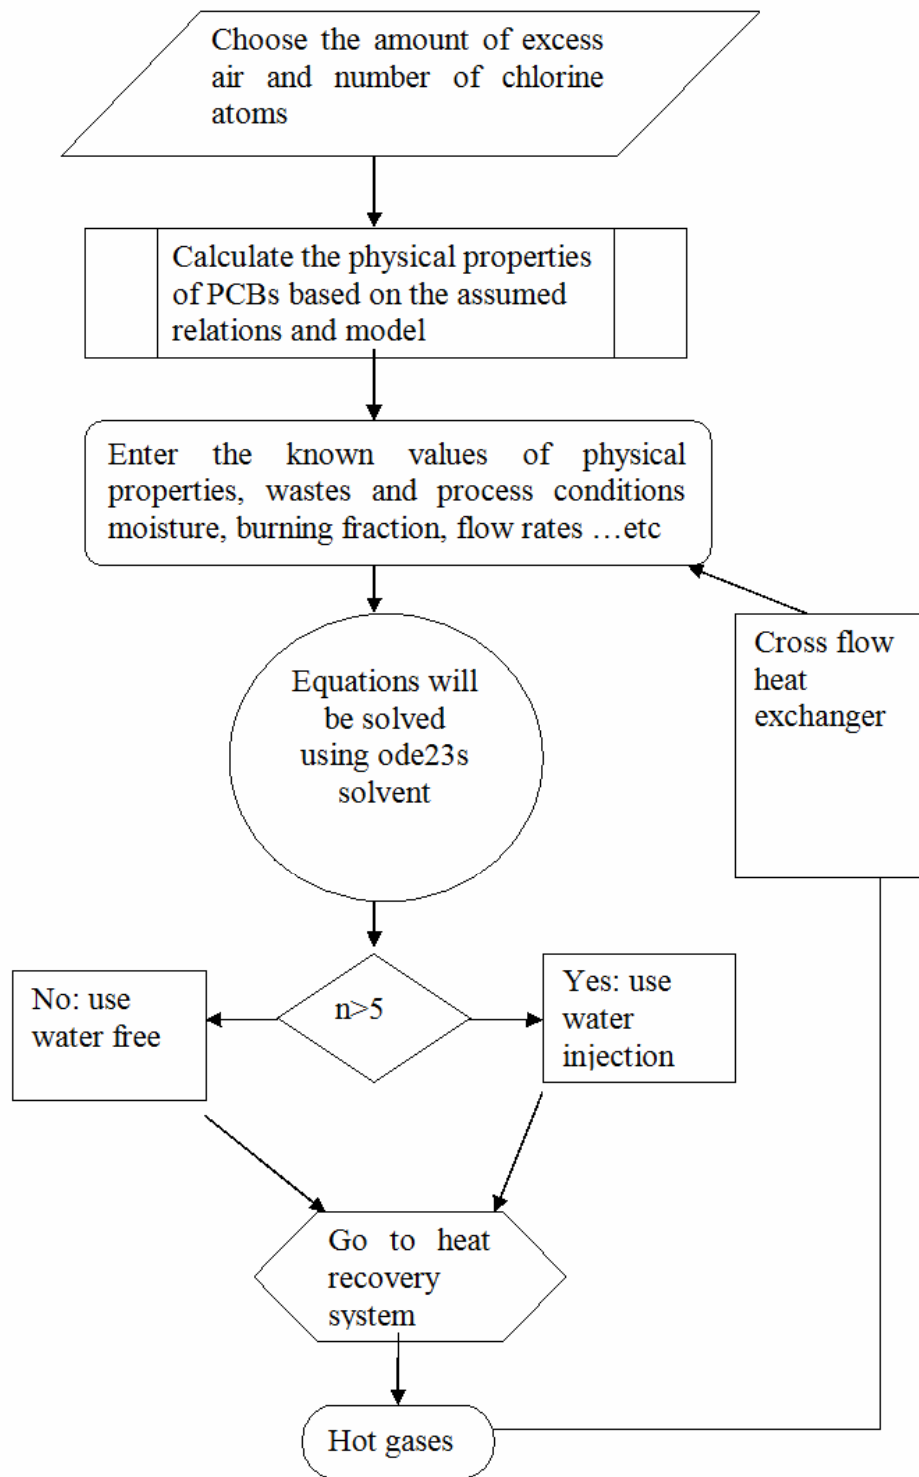 Choose the amount of excess
air and number of chlorine
atoms
Calculate the physical properties
of PCBs based on the assumed
relations and model
Enter the known values of physical
properties, wastes and process conditions
moisture, burning fraction, flow rates …etc
Cross flow
heat
exchanger
Equations will
be solved
using ode23s
solvent
n>5
No: use
water free
Yes: use
water
injection
Go to heat
recovery
system
Hot gases